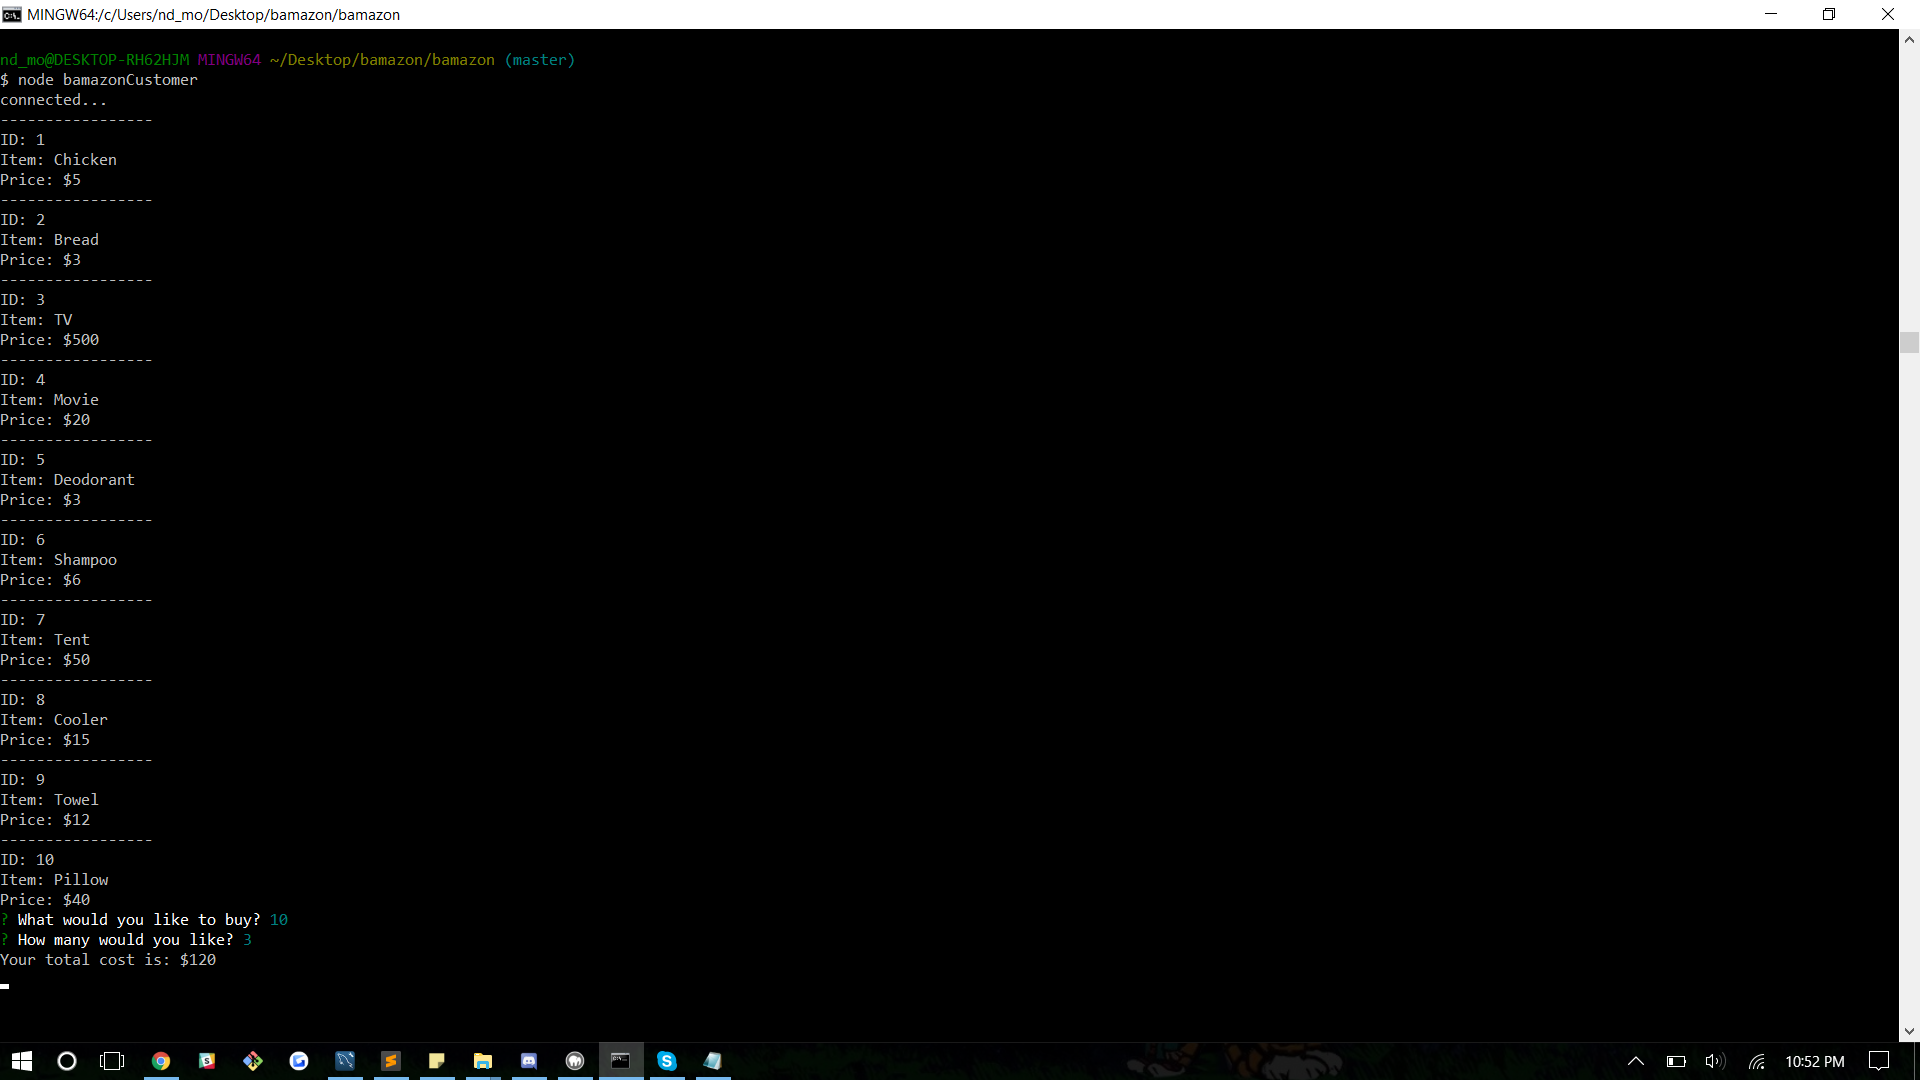 MINGW64:/c/Users/nd_mo/Desktop/bamazon/bamazon
nd_mo@DESKTOP-RH62HJM MINGW64 ~/Desktop/bamazon/bamazon (master)
$ node bamazonCustomer
connected...
-----------------
ID: 1
Item: Chicken
Price: $5
-----------------
ID: 2
Item: Bread
Price: $3
-----------------
ID: 3
Item: TV
Price: $500
-----------------
ID: 4
Item: Movie
Price: $20
-----------------
ID: 5
Item: Deodorant
Price: $3
-----------------
ID: 6
Item: Shampoo
Price: $6
-----------------
ID: 7
Item: Tent
Price: $50
-----------------
ID: 8
Item: Cooler
Price: $15
-----------------
ID: 9
Item: Towel
Price: $12
-----------------
ID: 10
Item: Pillow
Price: $40
? What would you like to buy? 10
? How many would you like? 3
Your total cost is: $120
10:52 PM